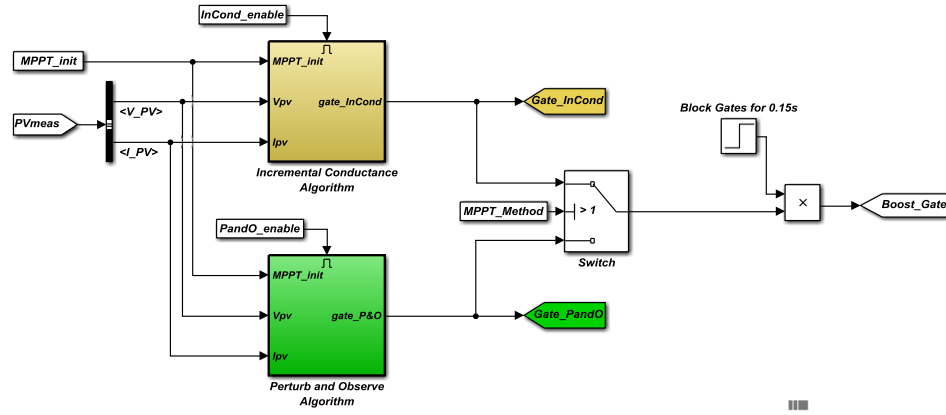 InCond_enable
MPPT_init
MPPT_init
Vpv
gate_InCond
Ipv
Incremental Conductance
Algorithm
PVmeas
<V_PV>
<I_PV>
Gate_InCond
Block Gates for 0.15s
MPPT_Method
> 1
Switch
×
Boost_Gate
PandO_enable
MPPT_init
Vpv
gate_P&O
Ipv
Perturb and Observe
Algorithm
Gate_PandO